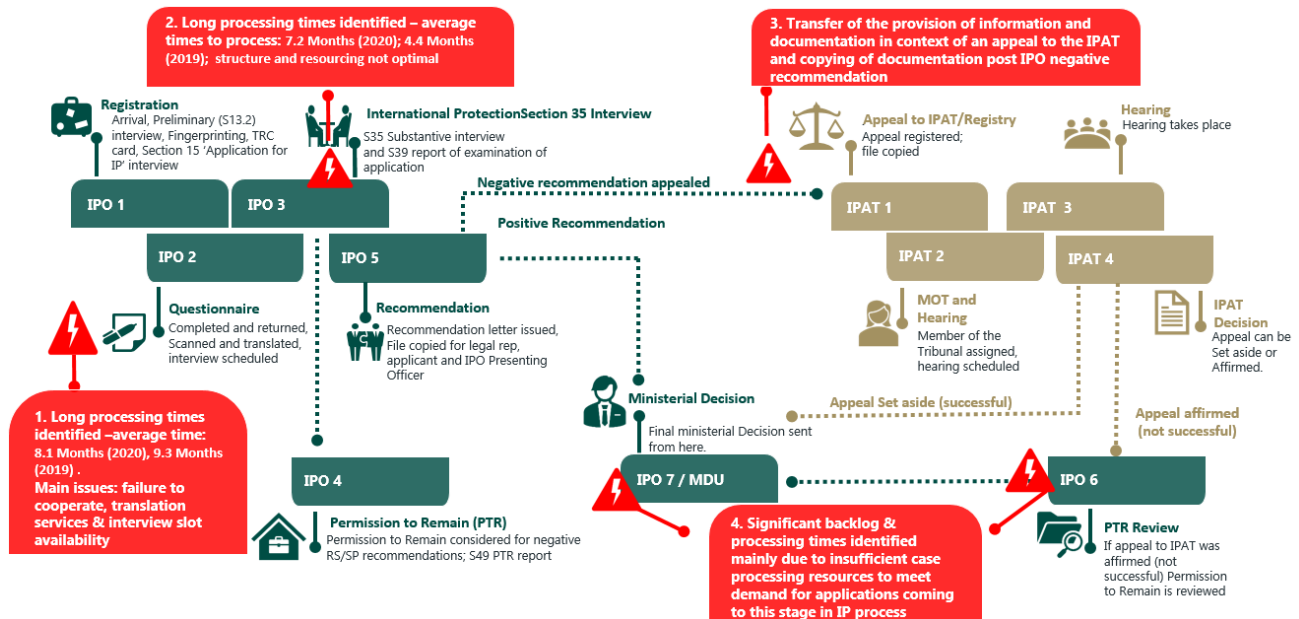 2. Long processing times identified – average
times to process: 7.2 Months (2020); 4.4 Months
(2019); structure and resourcing not optimal
3. Transfer of the provision of information and
documentation in context of an appeal to the IPAT
and copying of documentation post IPO negative
recommendation
Registration
Arrival, Preliminary (S13.2)
interview, Fingerprinting, TRC
card, Section 15 ‘Application for
IP’ interview
International ProtectionSection 35 Interview
S35 Substantive interview
and S39 report of examination of
application
Appeal to IPAT/Registry
Appeal registered;
file copied
Hearing
Hearing takes place
IPO 1
IPO 3
Negative recommendation appealed
IPAT 1
IPAT 3
Positive Recommendation
IPO 2
IPO 5
IPAT 2
IPAT 4
Questionnaire
Completed and returned,
Scanned and translated,
interview scheduled
Recommendation
Recommendation letter issued,
File copied for legal rep,
applicant and IPO Presenting
Officer
MOT and
Hearing
Member of the
Tribunal assigned,
hearing scheduled
IPAT
Decision
Appeal can be
Set aside or
Affirmed.
1. Long processing times
identified –average time:
8.1 Months (2020), 9.3 Months
(2019) .
Main issues: failure to
cooperate, translation
services & interview slot
availability
Ministerial Decision
Final ministerial Decision sent
from here.
Appeal Set aside (successful)
Appeal affirmed
(not successful)
IPO 4
IPO 7 / MDU
IPO 6
Permission to Remain (PTR)
Permission to Remain considered for negative
RS/SP recommendations; S49 PTR report
4. Significant backlog &
processing times identified
mainly due to insufficient case
processing resources to meet
demand for applications coming
to this stage in IP process
PTR Review
If appeal to IPAT was
affirmed (not
successful) Permission
to Remain is reviewed